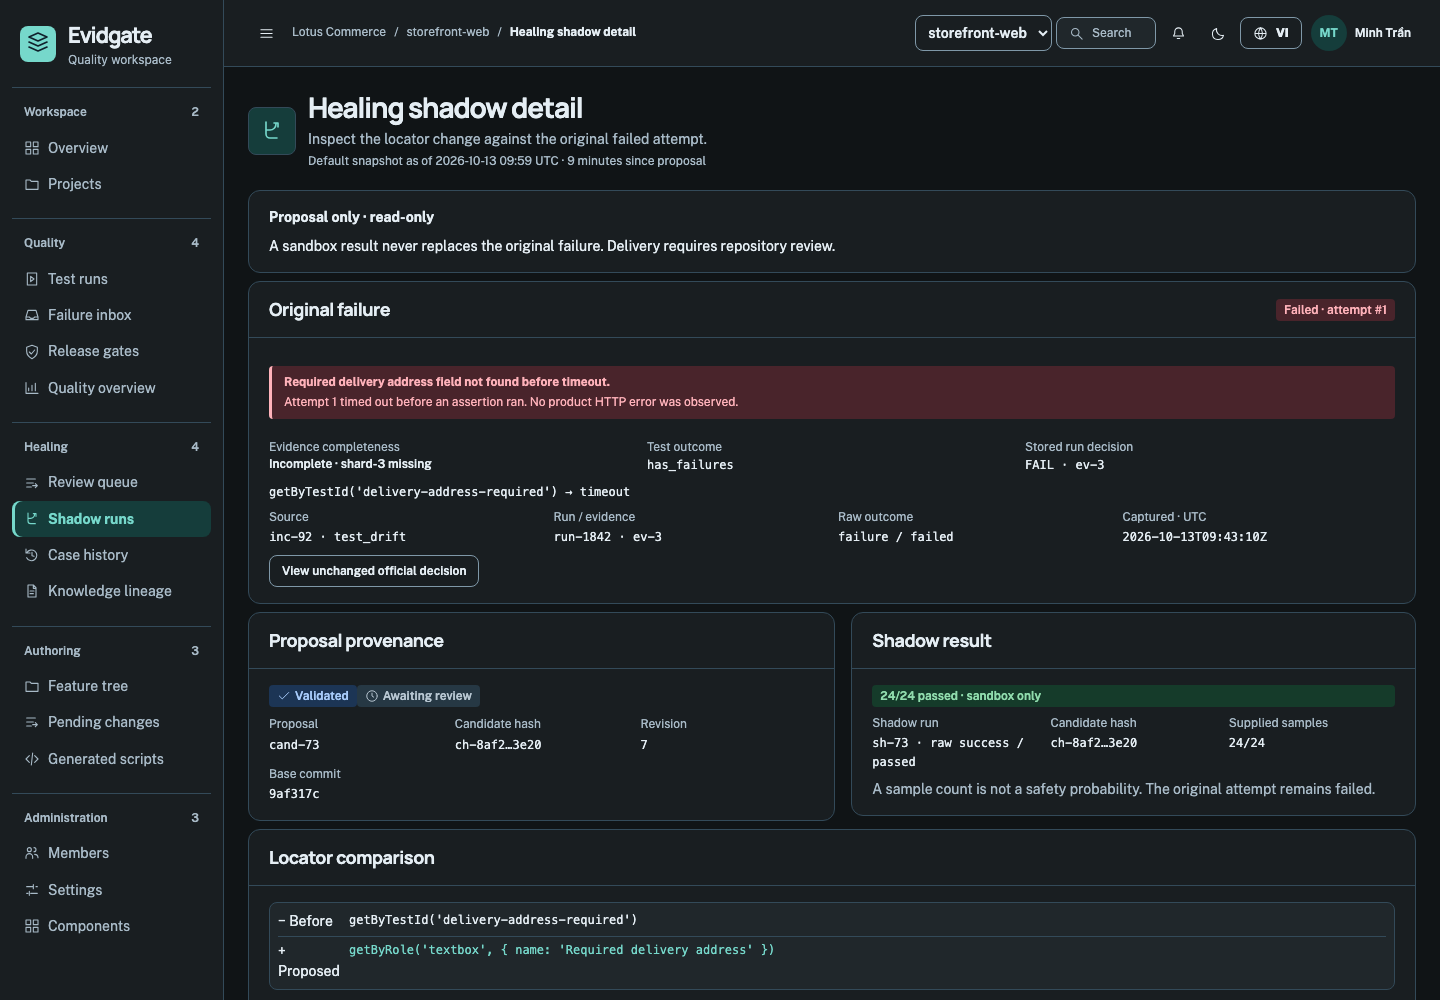 Evidgate
Quality workspace
Workspace 2
Overview
Projects
Quality 4
Test runs
Failure inbox
Release gates
Quality overview
Healing 4
Review queue
Shadow runs
Case history
Knowledge lineage
Authoring 3
Feature tree
Pending changes
Generated scripts
Administration 3
Members
Settings
Components
Lotus Commerce / storefront-web / Healing shadow detail
storefront-web
Search
VI
MT
Minh Trần
Healing shadow detail
Inspect the locator change against the original failed attempt.
Default snapshot as of 2026-10-13 09:59 UTC · 9 minutes since proposal
Proposal only · read-only
A sandbox result never replaces the original failure. Delivery requires repository review.
Original failure
Failed · attempt #1
Required delivery address field not found before timeout.
Attempt 1 timed out before an assertion ran. No product HTTP error was observed.
Evidence completeness Test outcome Stored run decision
Incomplete · shard-3 missing has_failures FAIL · ev-3
getByTestId('delivery-address-required') → timeout
Source Run / evidence Raw outcome Captured · UTC
inc-92 · test_drift run-1842 · ev-3 failure / failed 2026-10-13T09:43:10Z
View unchanged official decision
Proposal provenance
Validated Awaiting review
Proposal Candidate hash Revision
cand-73 ch-8af2…3e20 7
Base commit
9af317c
Shadow result
24/24 passed · sandbox only
Shadow run Candidate hash Supplied samples
sh-73 · raw success / ch-8af2…3e20 24/24
passed
A sample count is not a safety probability. The original attempt remains failed.
Locator comparison
− Before getByTestId('delivery-address-required')
+ getByRole('textbox', { name: 'Required delivery address' })
Proposed